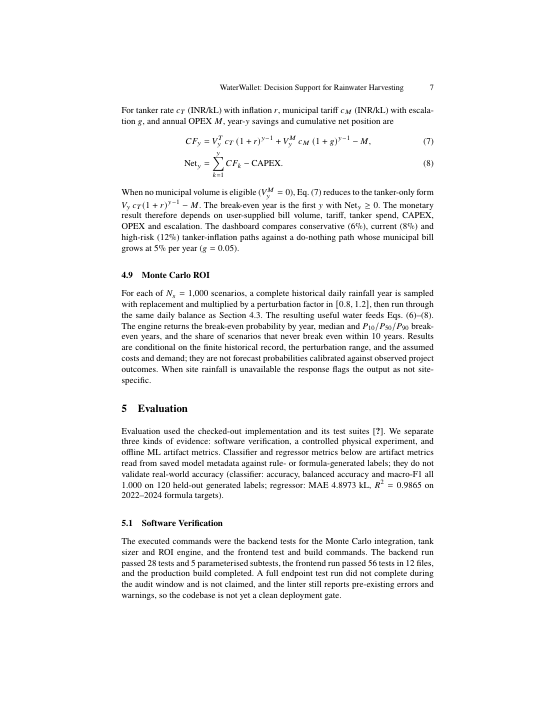 WaterWallet: Decision Support for Rainwater Harvesting 7
For tanker rate c_T (INR/kL) with inflation r, municipal tariff c_M (INR/kL) with escala-
tion g, and annual OPEX M, year-y savings and cumulative net position are
CF_y = V_y^T c_T (1 + r)^{y−1} + V_y^M c_M (1 + g)^{y−1} − M, (7)
Net_y = ∑_{k=1}^{y} CF_k − CAPEX. (8)
When no municipal volume is eligible (V_y^M = 0), Eq. (7) reduces to the tanker-only form
V_y c_T (1 + r)^{y−1} − M. The break-even year is the first y with Net_y ≥ 0. The monetary
result therefore depends on user-supplied bill volume, tariff, tanker spend, CAPEX,
OPEX and escalation. The dashboard compares conservative (6%), current (8%) and
high-risk (12%) tanker-inflation paths against a do-nothing path whose municipal bill
grows at 5% per year (g = 0.05).
4.9 Monte Carlo ROI
For each of N_s = 1,000 scenarios, a complete historical daily rainfall year is sampled
with replacement and multiplied by a perturbation factor in [0.8, 1.2], then run through
the same daily balance as Section 4.3. The resulting useful water feeds Eqs. (6)–(8).
The engine returns the break-even probability by year, median and P_10/P_50/P_90 break-
even years, and the share of scenarios that never break even within 10 years. Results
are conditional on the finite historical record, the perturbation range, and the assumed
costs and demand; they are not forecast probabilities calibrated against observed project
outcomes. When site rainfall is unavailable the response flags the output as not site-
specific.
5 Evaluation
Evaluation used the checked-out implementation and its test suites [?]. We separate
three kinds of evidence: software verification, a controlled physical experiment, and
offline ML artifact metrics. Classifier and regressor metrics below are artifact metrics
read from saved model metadata against rule- or formula-generated labels; they do not
validate real-world accuracy (classifier: accuracy, balanced accuracy and macro-F1 all
1.000 on 120 held-out generated labels; regressor: MAE 4.8973 kL, R² = 0.9865 on
2022–2024 formula targets).
5.1 Software Verification
The executed commands were the backend tests for the Monte Carlo integration, tank
sizer and ROI engine, and the frontend test and build commands. The backend run
passed 28 tests and 5 parameterised subtests, the frontend run passed 56 tests in 12 files,
and the production build completed. A full endpoint test run did not complete during
the audit window and is not claimed, and the linter still reports pre-existing errors and
warnings, so the codebase is not yet a clean deployment gate.